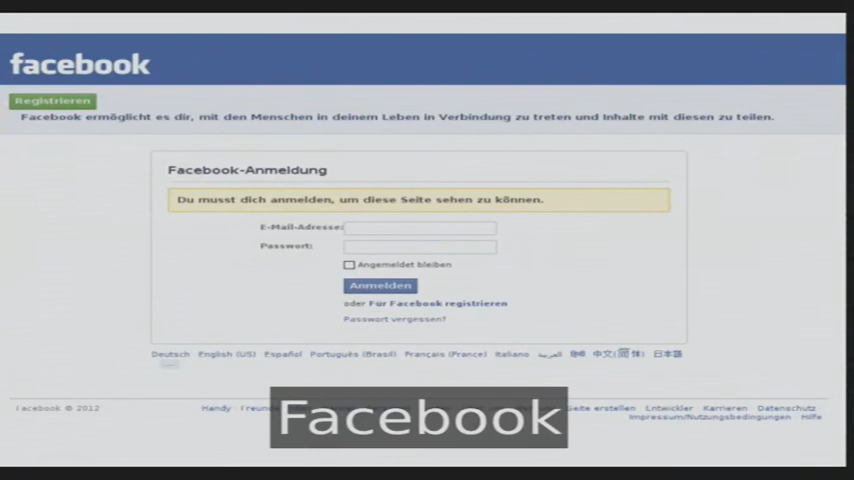 facebook
Registrieren
Facebook ermöglicht es dir, mit den Menschen in deinem Leben in Verbindung zu treten und Inhalte mit diesen zu teilen.
Facebook-Anmeldung
Du musst dich anmelden, um diese Seite sehen zu können.
E-Mail-Adresse:
Passwort:
Angemeldet bleiben
Anmelden
oder Für Facebook registrieren
Passwort vergessen?
Deutsch English (US) Español Português (Brasil) Français (France) Italiano العربية हिन्दी 中文(简体) 日本語
Facebook © 2012 Handy Seite erstellen Entwickler Karrieren Datenschutz
Impressum/Nutzungsbedingungen Hilfe
Facebook